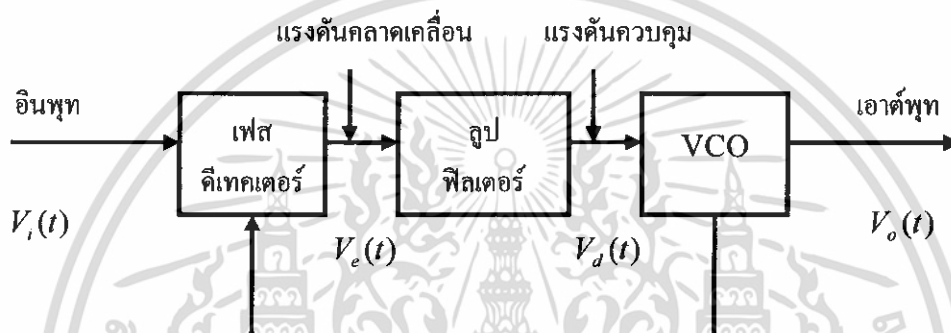 แรงดันคลาดเคลื่อน
แรงดันควบคุม
อินพุท
เอาต์พุท
เฟส
ดีเทคเตอร์
ลูป
ฟิลเตอร์
VCO
V_i(t)
V_e(t)
V_d(t)
V_o(t)